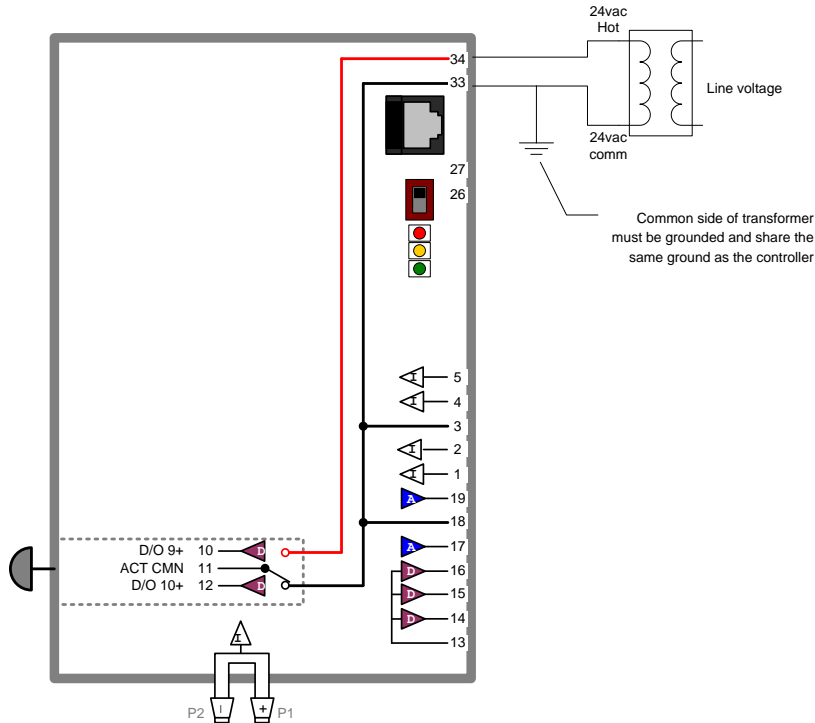 24vac
Hot
34
33
Line voltage
24vac
comm
27
26
Common side of transformer
must be grounded and share the
same ground as the controller
I 5
I 4
3
I 2
I 1
A 19
18
A 17
D 16
D 15
D 14
13
D/O 9+ 10 D
ACT CMN 11
D/O 10+ 12 D
I
P2 – + P1